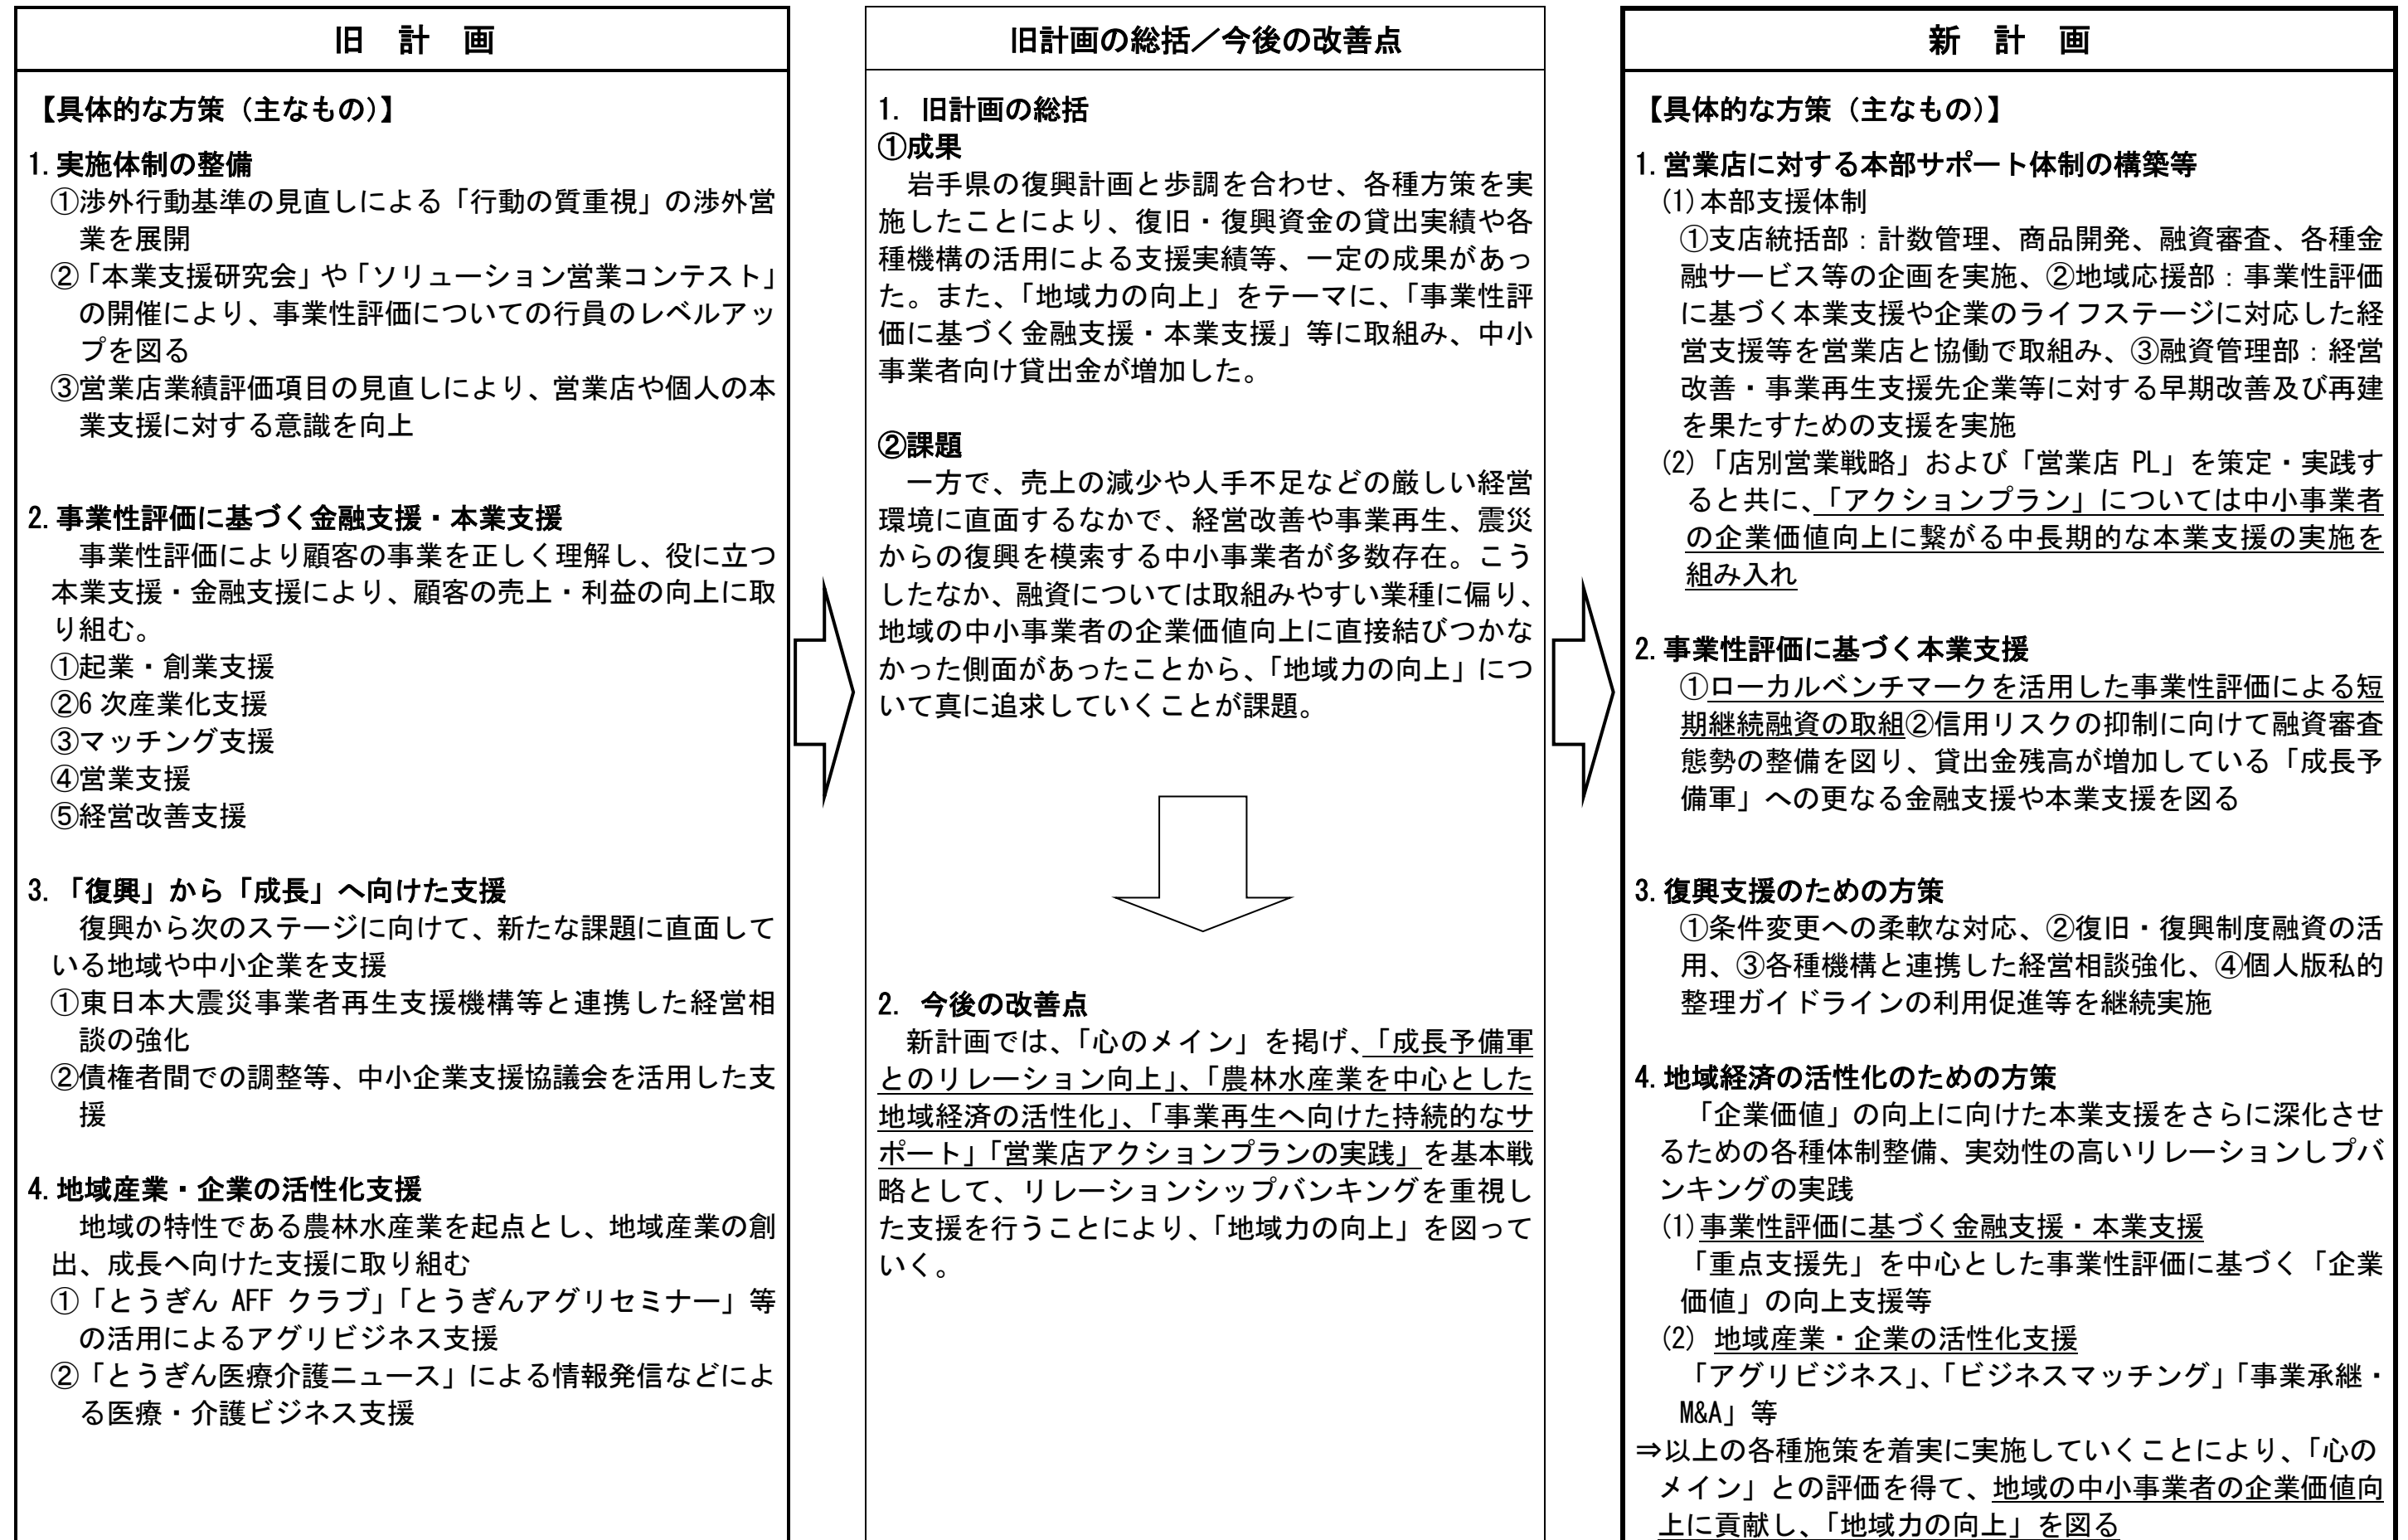 旧　計　画
【具体的な方策（主なもの）】
1.実施体制の整備
①渉外行動基準の見直しによる「行動の質重視」の渉外営
業を展開
②「本業支援研究会」や「ソリューション営業コンテスト」
の開催により、事業性評価についての行員のレベルアッ
プを図る
③営業店業績評価項目の見直しにより、営業店や個人の本
業支援に対する意識を向上
2.事業性評価に基づく金融支援・本業支援
事業性評価により顧客の事業を正しく理解し、役に立つ
本業支援・金融支援により、顧客の売上・利益の向上に取
り組む。
①起業・創業支援
②6 次産業化支援
③マッチング支援
④営業支援
⑤経営改善支援
3.「復興」から「成長」へ向けた支援
復興から次のステージに向けて、新たな課題に直面して
いる地域や中小企業を支援
①東日本大震災事業者再生支援機構等と連携した経営相
談の強化
②債権者間での調整等、中小企業支援協議会を活用した支
援
4.地域産業・企業の活性化支援
地域の特性である農林水産業を起点とし、地域産業の創
出、成長へ向けた支援に取り組む
①「とうぎん AFF クラブ」「とうぎんアグリセミナー」等
の活用によるアグリビジネス支援
②「とうぎん医療介護ニュース」による情報発信などによ
る医療・介護ビジネス支援
旧計画の総括／今後の改善点
1. 旧計画の総括
①成果
岩手県の復興計画と歩調を合わせ、各種方策を実
施したことにより、復旧・復興資金の貸出実績や各
種機構の活用による支援実績等、一定の成果があっ
た。また、「地域力の向上」をテーマに、「事業性評
価に基づく金融支援・本業支援」等に取組み、中小
事業者向け貸出金が増加した。
②課題
一方で、売上の減少や人手不足などの厳しい経営
環境に直面するなかで、経営改善や事業再生、震災
からの復興を模索する中小事業者が多数存在。こう
したなか、融資については取組みやすい業種に偏り、
地域の中小事業者の企業価値向上に直接結びつかな
かった側面があったことから、「地域力の向上」につ
いて真に追求していくことが課題。
2. 今後の改善点
新計画では、「心のメイン」を掲げ、「成長予備軍
とのリレーション向上」、「農林水産業を中心とした
地域経済の活性化」、「事業再生へ向けた持続的なサ
ポート」「営業店アクションプランの実践」を基本戦
略として、リレーションシップバンキングを重視し
た支援を行うことにより、「地域力の向上」を図って
いく。
新　計　画
【具体的な方策（主なもの）】
1.営業店に対する本部サポート体制の構築等
(1)本部支援体制
①支店統括部：計数管理、商品開発、融資審査、各種金
融サービス等の企画を実施、②地域応援部：事業性評価
に基づく本業支援や企業のライフステージに対応した経
営支援等を営業店と協働で取組み、③融資管理部：経営
改善・事業再生支援先企業等に対する早期改善及び再建
を果たすための支援を実施
(2)「店別営業戦略」および「営業店 PL」を策定・実践す
ると共に、「アクションプラン」については中小事業者
の企業価値向上に繋がる中長期的な本業支援の実施を
組み入れ
2.事業性評価に基づく本業支援
①ローカルベンチマークを活用した事業性評価による短
期継続融資の取組②信用リスクの抑制に向けて融資審査
態勢の整備を図り、貸出金残高が増加している「成長予
備軍」への更なる金融支援や本業支援を図る
3.復興支援のための方策
①条件変更への柔軟な対応、②復旧・復興制度融資の活
用、③各種機構と連携した経営相談強化、④個人版私的
整理ガイドラインの利用促進等を継続実施
4.地域経済の活性化のための方策
「企業価値」の向上に向けた本業支援をさらに深化させ
るための各種体制整備、実効性の高いリレーションしプバ
ンキングの実践
(1)事業性評価に基づく金融支援・本業支援
「重点支援先」を中心とした事業性評価に基づく「企業
価値」の向上支援等
(2) 地域産業・企業の活性化支援
「アグリビジネス」、「ビジネスマッチング」「事業承継・
M&A」等
⇒以上の各種施策を着実に実施していくことにより、「心の
メイン」との評価を得て、地域の中小事業者の企業価値向
上に貢献し、「地域力の向上」を図る